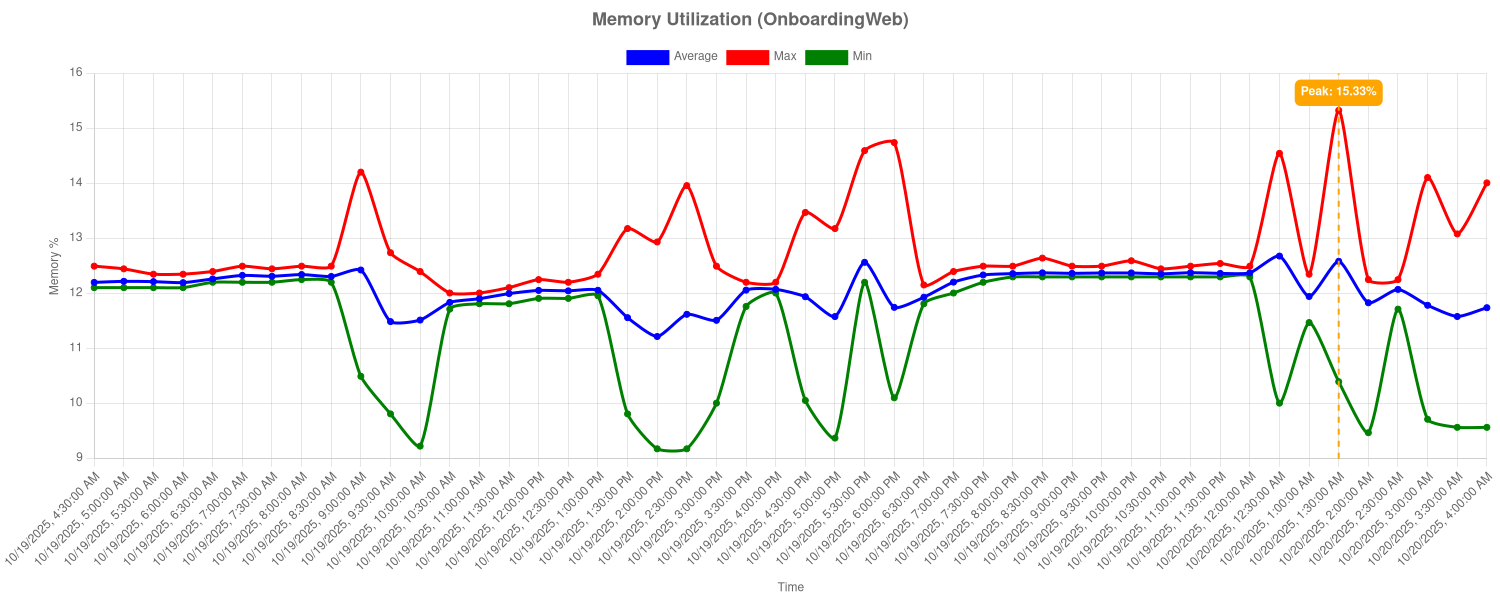 Memory Utilization (OnboardingWeb)
Average Max Min
Memory %
16
15
14
13
12
11
10
9
Peak: 15.33%
10/19/2025, 4:30:00 AM
10/19/2025, 5:00:00 AM
10/19/2025, 5:30:00 AM
10/19/2025, 6:00:00 AM
10/19/2025, 6:30:00 AM
10/19/2025, 7:00:00 AM
10/19/2025, 7:30:00 AM
10/19/2025, 8:00:00 AM
10/19/2025, 8:30:00 AM
10/19/2025, 9:00:00 AM
10/19/2025, 9:30:00 AM
10/19/2025, 10:00:00 AM
10/19/2025, 10:30:00 AM
10/19/2025, 11:00:00 AM
10/19/2025, 11:30:00 AM
10/19/2025, 12:00:00 PM
10/19/2025, 12:30:00 PM
10/19/2025, 1:00:00 PM
10/19/2025, 1:30:00 PM
10/19/2025, 2:00:00 PM
10/19/2025, 2:30:00 PM
10/19/2025, 3:00:00 PM
10/19/2025, 3:30:00 PM
10/19/2025, 4:00:00 PM
10/19/2025, 4:30:00 PM
10/19/2025, 5:00:00 PM
10/19/2025, 5:30:00 PM
10/19/2025, 6:00:00 PM
10/19/2025, 6:30:00 PM
10/19/2025, 7:00:00 PM
10/19/2025, 7:30:00 PM
10/19/2025, 8:00:00 PM
10/19/2025, 8:30:00 PM
10/19/2025, 9:00:00 PM
10/19/2025, 9:30:00 PM
10/19/2025, 10:00:00 PM
10/19/2025, 10:30:00 PM
10/19/2025, 11:00:00 PM
10/19/2025, 11:30:00 PM
10/20/2025, 12:00:00 AM
10/20/2025, 12:30:00 AM
10/20/2025, 1:00:00 AM
10/20/2025, 1:30:00 AM
10/20/2025, 2:00:00 AM
10/20/2025, 2:30:00 AM
10/20/2025, 3:00:00 AM
10/20/2025, 3:30:00 AM
10/20/2025, 4:00:00 AM
Time